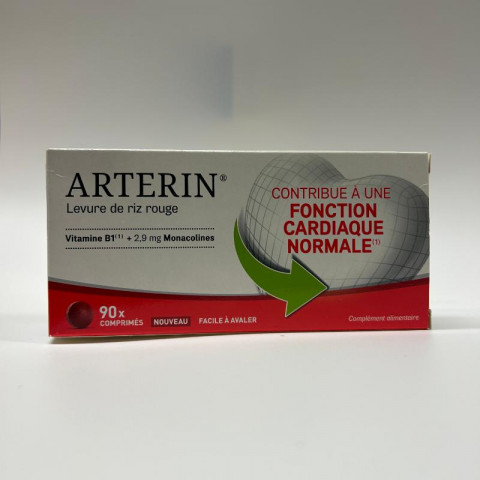 ARTERIN®
Levure de riz rouge
Vitamine B1(1) + 2,9 mg Monacolines
CONTRIBUE À UNE
FONCTION
CARDIAQUE
NORMALE(1)
90x
COMPRIMÉS
NOUVEAU
FACILE À AVALER
Complément alimentaire